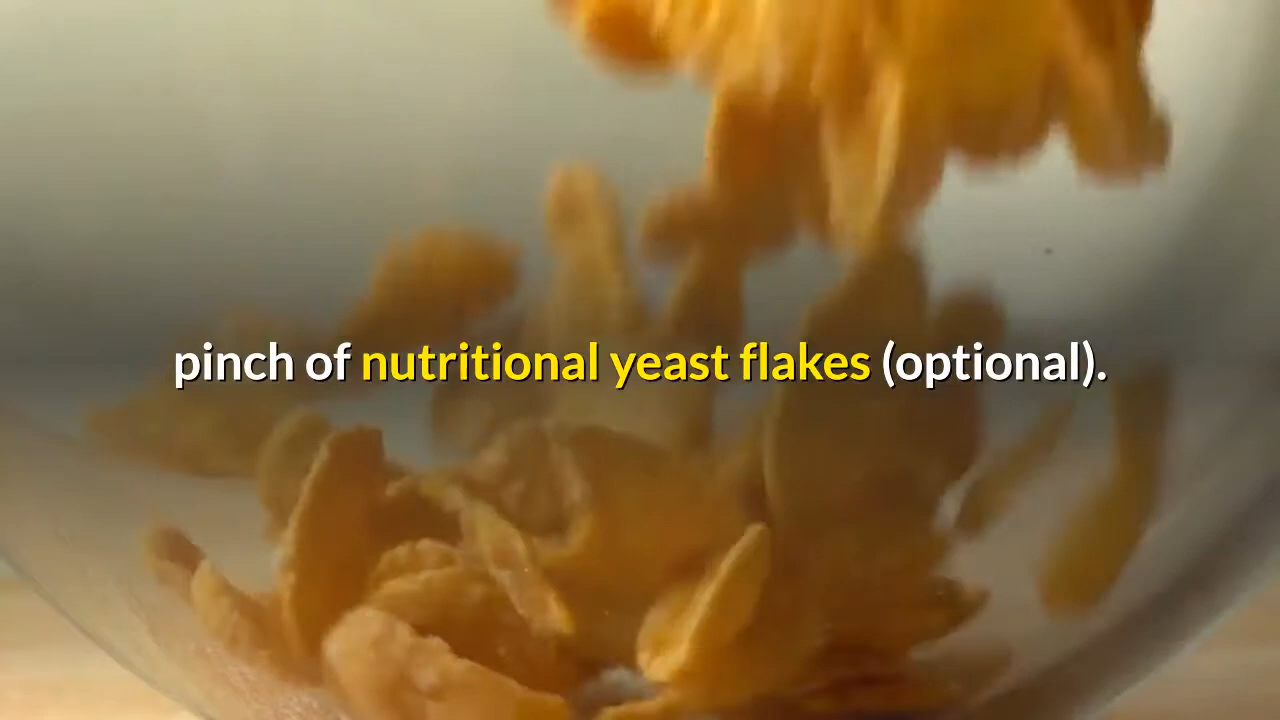 pinch of nutritional yeast flakes (optional).